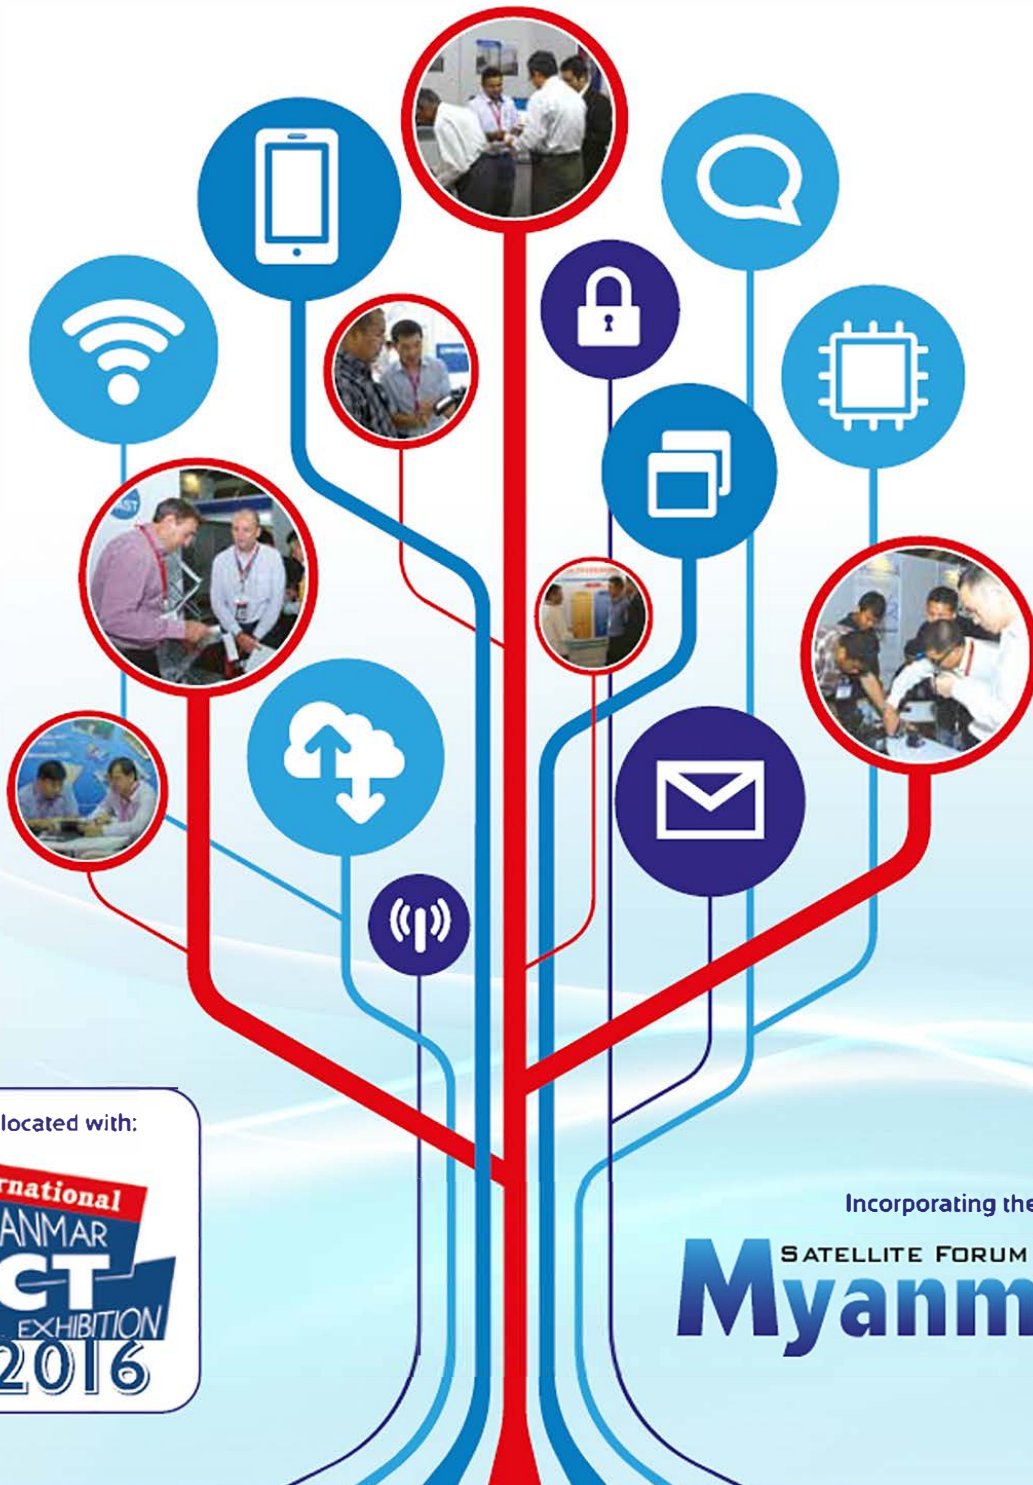 located with:
rnational
ANMAR
CT
EXHIBITION
2016
Incorporating the
SATELLITE FORUM
Myanm